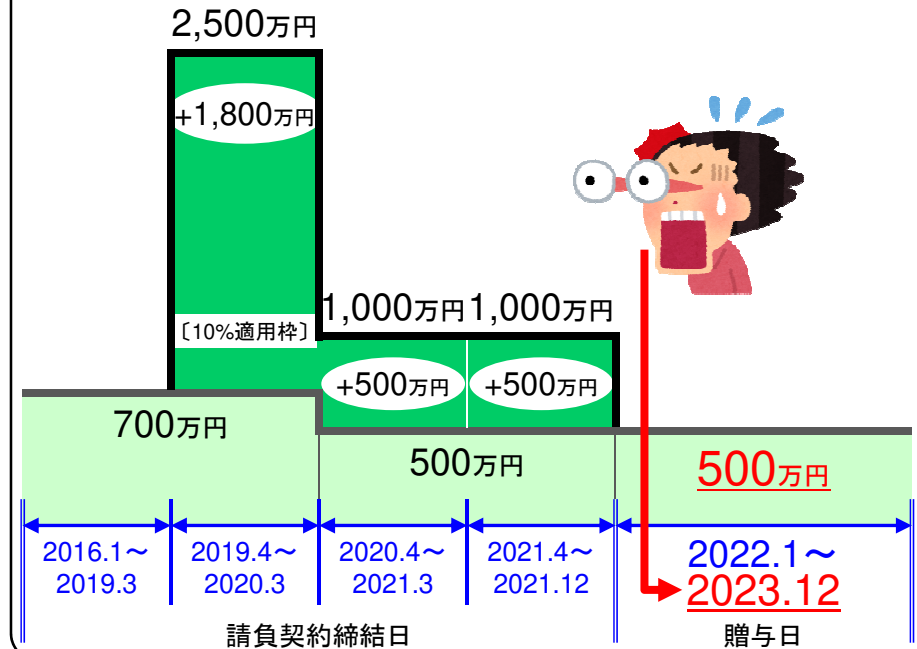 2,500万円
+1,800万円
〔10%適用枠〕
1,000万円
1,000万円
+500万円
+500万円
700万円
500万円
500万円
2016.1～
2019.3
2019.4～
2020.3
2020.4～
2021.3
2021.4～
2021.12
2022.1～
2023.12
請負契約締結日
贈与日